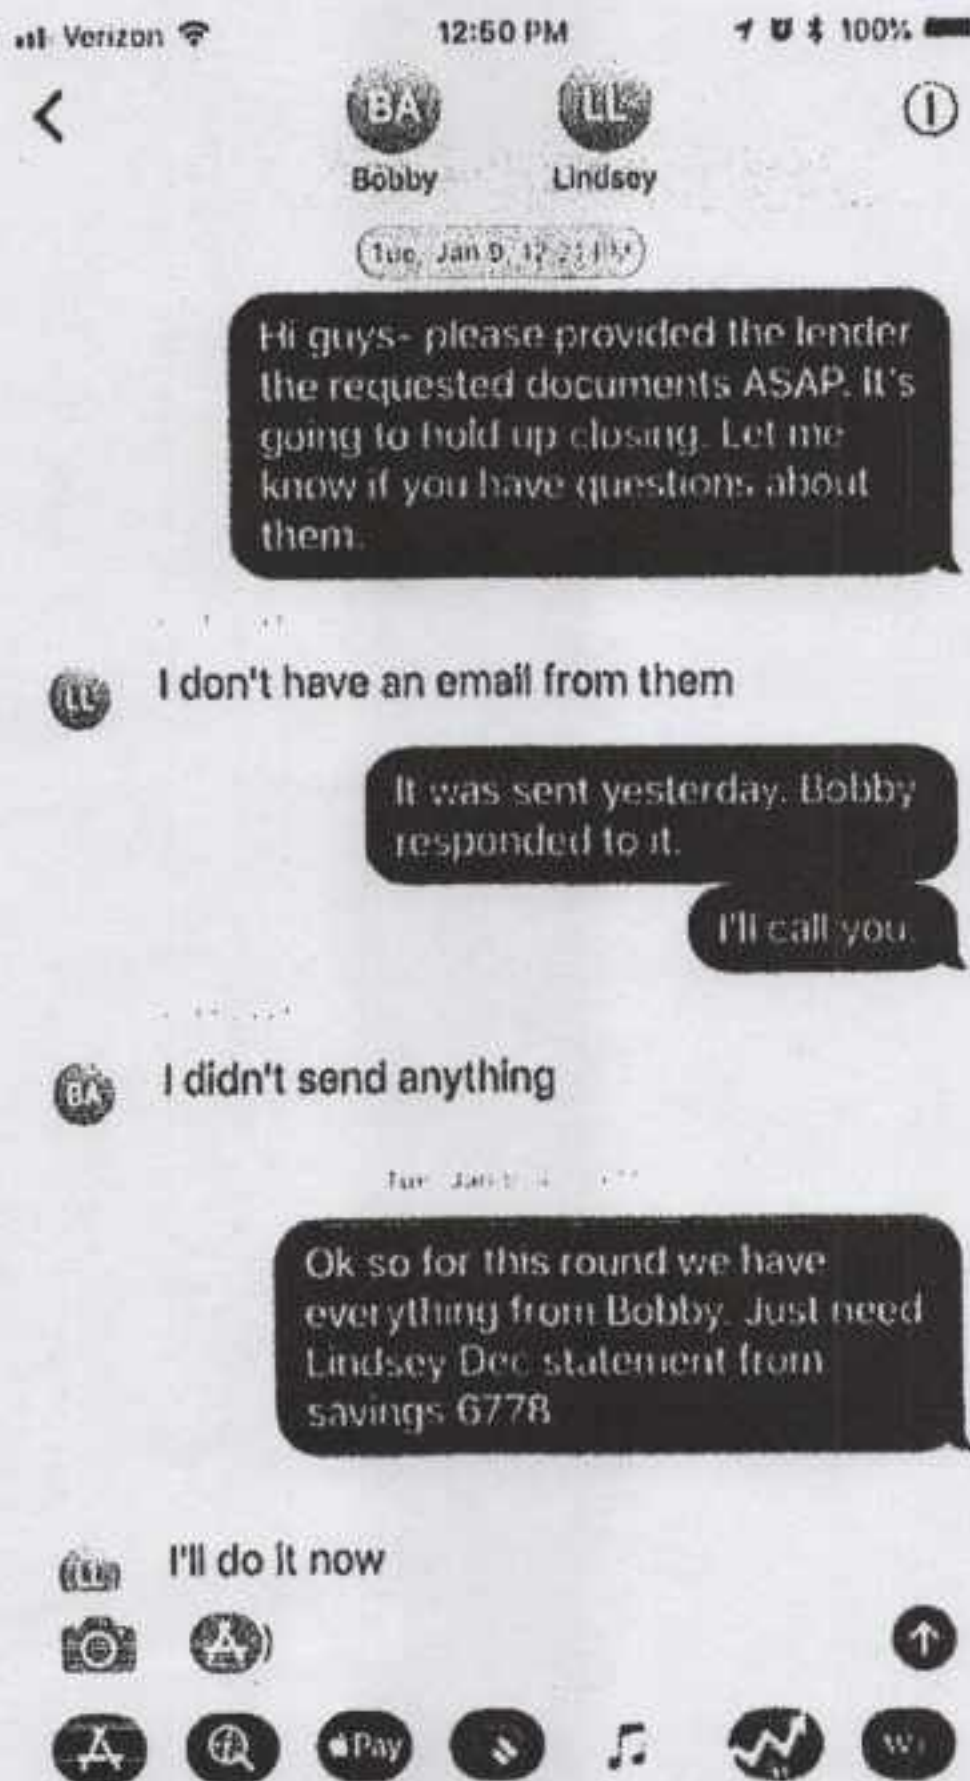 Verizon 12:50 PM 100%
BA LL
Bobby Lindsey
Tue, Jan 9,
Hi guys- please provided the lender
the requested documents ASAP. It's
going to hold up closing. Let me
know if you have questions about
them.
LL I don't have an email from them
It was sent yesterday. Bobby
responded to it.
I'll call you.
BA I didn't send anything
Ok so for this round we have
everything from Bobby. Just need
Lindsey Dec statement from
savings 6778
I'll do it now
Pay